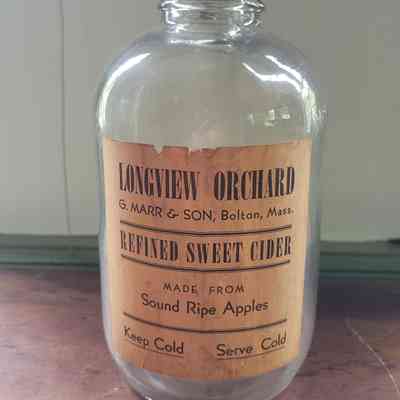 LONGVIEW ORCHARD
G. MARR & SON, Bolton, Mass.
REFINED SWEET CIDER
MADE FROM
Sound Ripe Apples
Keep Cold Serve Cold